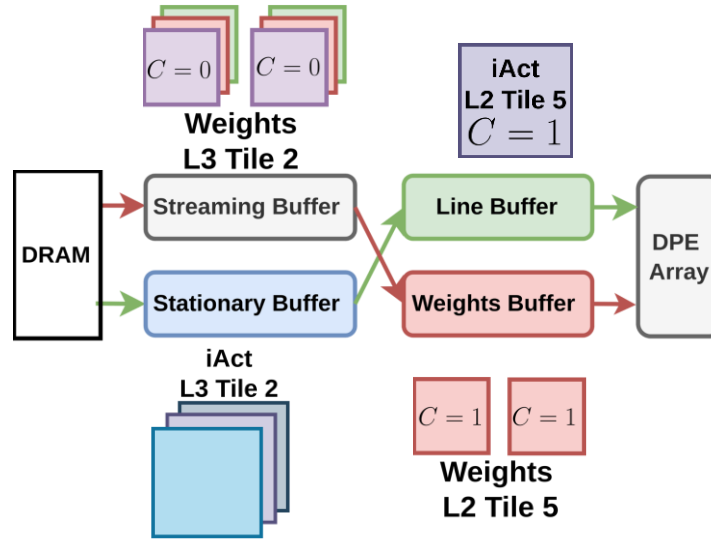 C = 0
C = 0
Weights
L3 Tile 2
iAct
L2 Tile 5
C = 1
DRAM
Streaming Buffer
Line Buffer
DPE
Array
Stationary Buffer
Weights Buffer
iAct
L3 Tile 2
C = 1
C = 1
Weights
L2 Tile 5